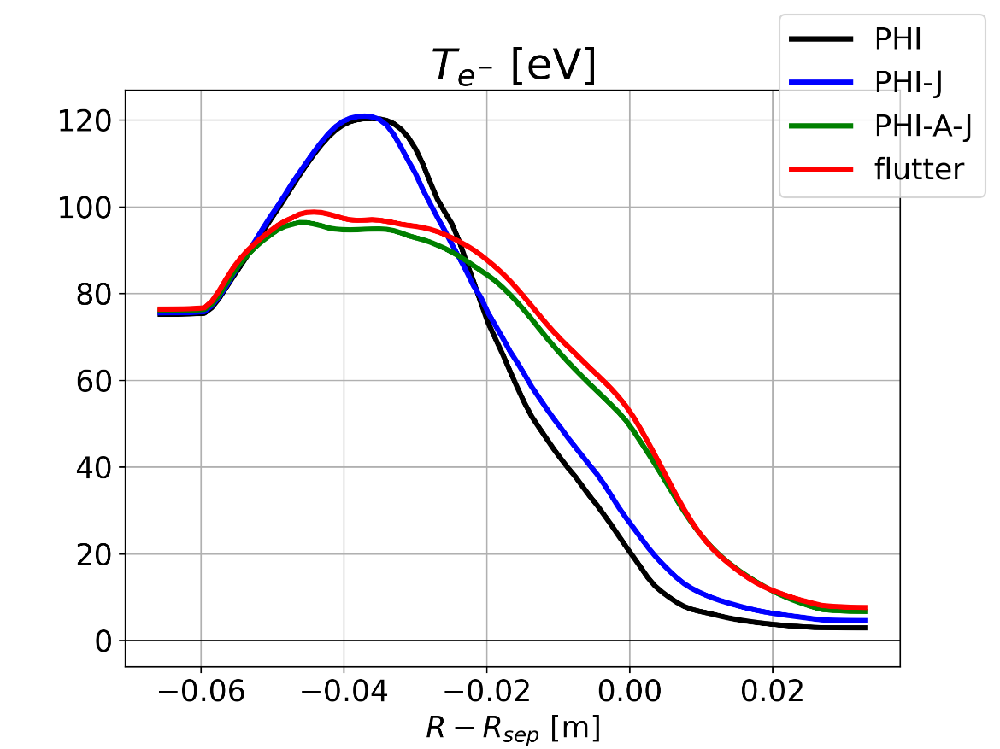 T_{e^-} [eV]
PHI
PHI-J
PHI-A-J
flutter
120
100
80
60
40
20
0
−0.06 −0.04 −0.02 0.00 0.02
R − R_{sep} [m]